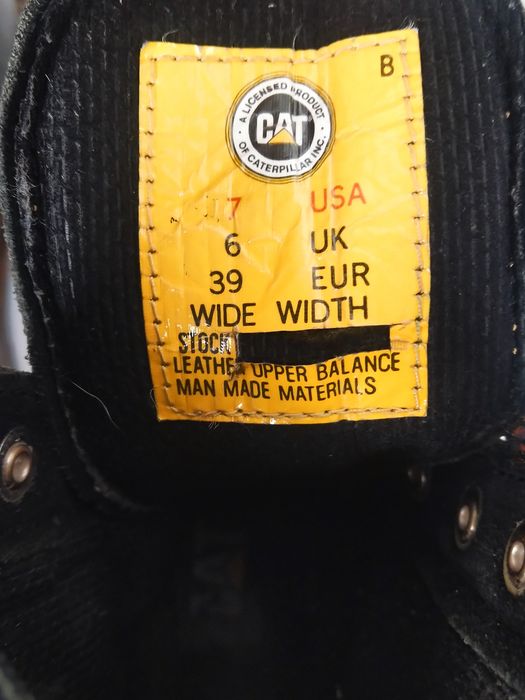 B
A LICENSED PRODUCT
CAT
OF CATERPILLAR INC.
7 USA
6 UK
39 EUR
WIDE WIDTH
STOCK
LEATHER UPPER BALANCE
MAN MADE MATERIALS